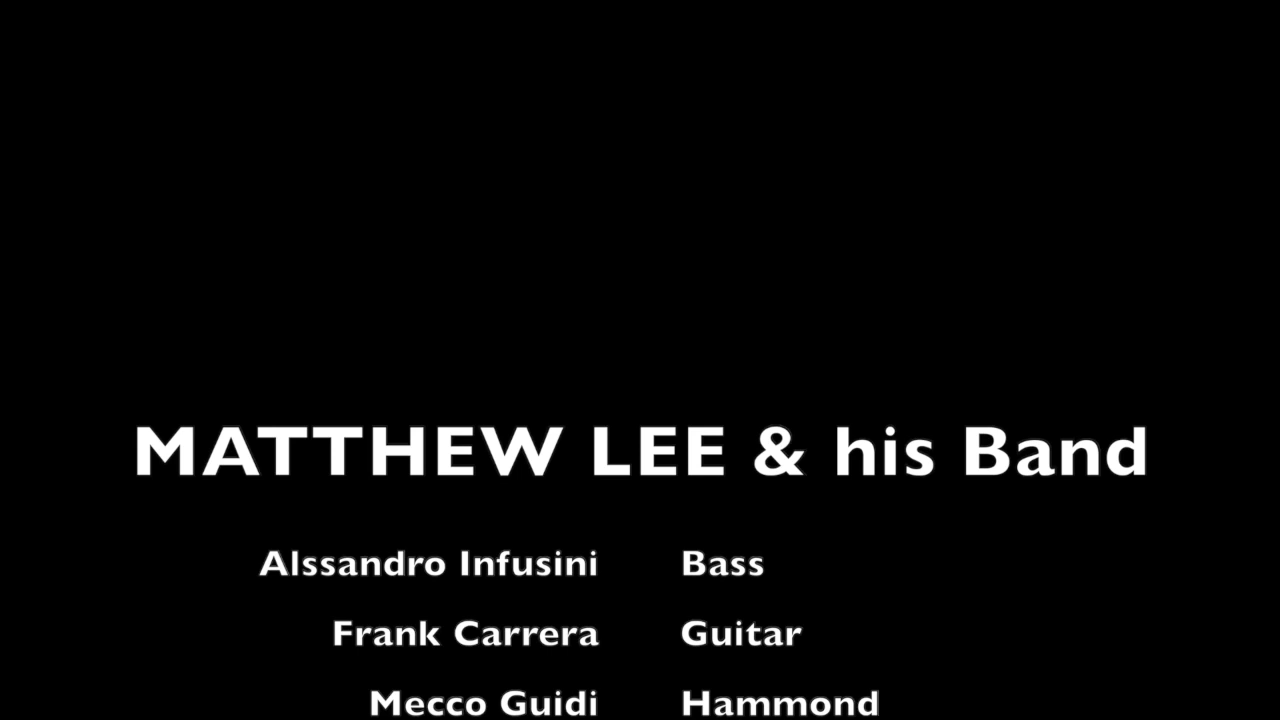 MATTHEW LEE & his Band
Alssandro Infusini Bass
Frank Carrera Guitar
Mecco Guidi Hammond